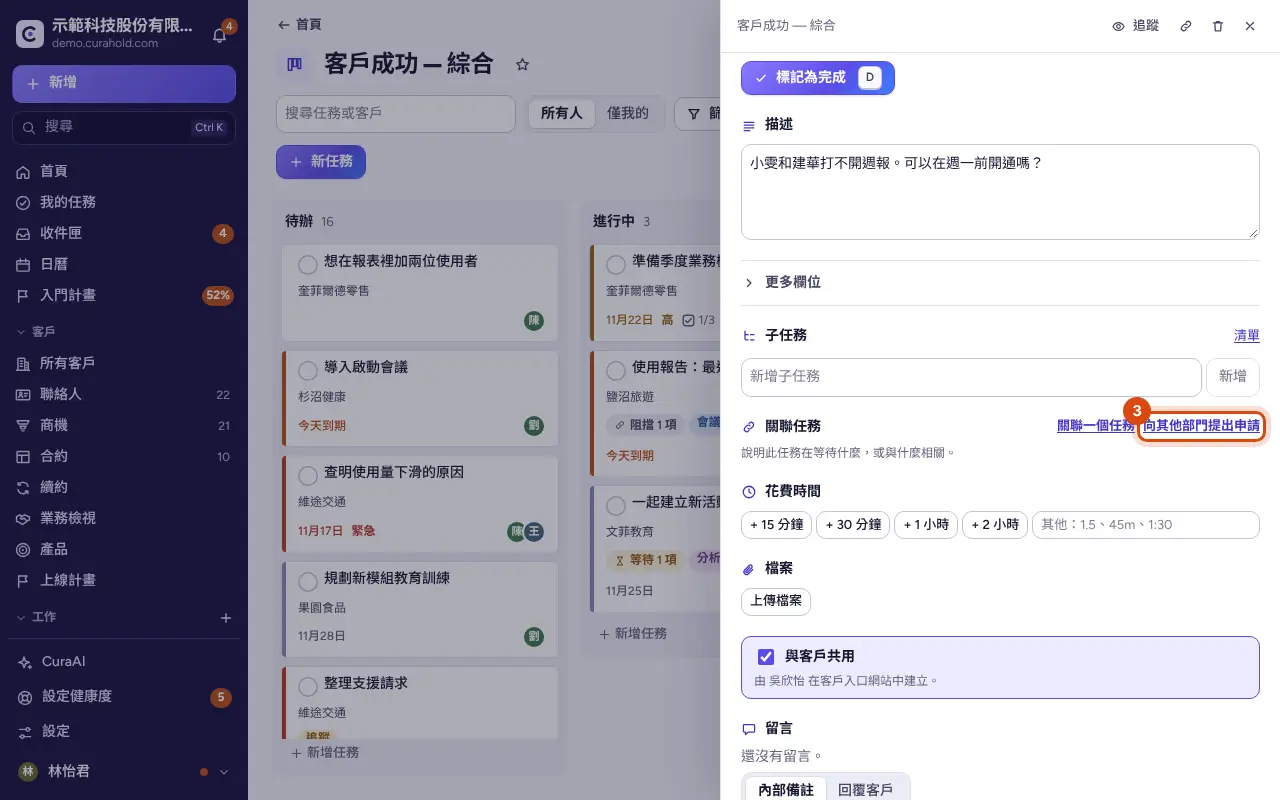 示範科技股份有限...
demo.curahold.com
4
+ 新增
搜尋
Ctrl K
首頁
我的任務
收件匣
4
日曆
入門計畫
52%
客戶
所有客戶
聯絡人
22
商機
21
合約
10
續約
業務檢視
產品
上線計畫
工作
CuraAI
設定健康度
5
設定
林
林怡君
← 首頁
客戶成功 — 綜合
搜尋任務或客戶
所有人
僅我的
+ 新任務
待辦 16
想在報表裡加兩位使用者
奎菲爾德零售
陳
導入啟動會議
杉沼健康
今天到期
劉
查明使用量下滑的原因
維途交通
11月17日 緊急
陳
王
規劃新模組教育訓練
果園食品
11月28日
劉
整理支援請求
維途交通
追蹤
+ 新增任務
進行中 3
準備季度業務
奎菲爾德零售
11月22日 高 1/3
使用報告：最
鹽沼旅遊
阻擋 1 項
會議
今天到期
一起建立新活
文菲教育
等待 1 項
分析
11月25日
+ 新增任務
客戶成功 — 綜合
追蹤
標記為完成
D
描述
小雯和建華打不開週報。可以在週一前開通嗎？
更多欄位
子任務
清單
新增子任務
新增
關聯任務
關聯一個任務
3
向其他部門提出申請
說明此任務在等待什麼，或與什麼相關。
花費時間
+ 15 分鐘
+ 30 分鐘
+ 1 小時
+ 2 小時
其他：1.5、45m、1:30
檔案
上傳檔案
與客戶共用
由 吳欣怡 在客戶入口網站中建立。
留言
還沒有留言。
內部備註
回覆客戶